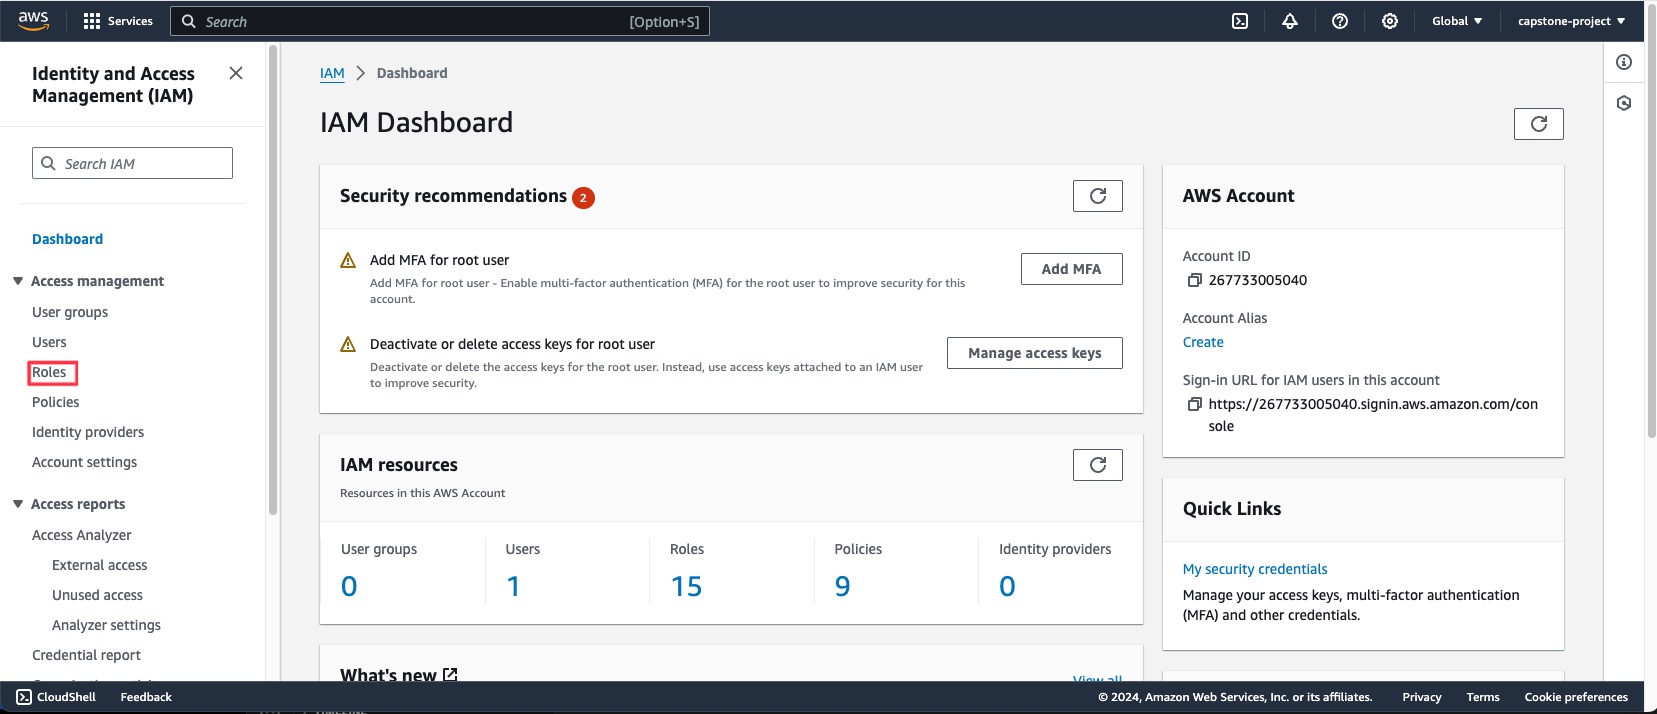 aws
Services
Search
[Option+S]
Global
capstone-project
Identity and Access
Management (IAM)
Search IAM
Dashboard
Access management
User groups
Users
Roles
Policies
Identity providers
Account settings
Access reports
Access Analyzer
External access
Unused access
Analyzer settings
Credential report
IAM > Dashboard
IAM Dashboard
Security recommendations 2
Add MFA for root user
Add MFA for root user - Enable multi-factor authentication (MFA) for the root user to improve security for this
account.
Add MFA
Deactivate or delete access keys for root user
Deactivate or delete the access keys for the root user. Instead, use access keys attached to an IAM user
to improve security.
Manage access keys
IAM resources
Resources in this AWS Account
User groups
0
Users
1
Roles
15
Policies
9
Identity providers
0
What's new
View all
AWS Account
Account ID
267733005040
Account Alias
Create
Sign-in URL for IAM users in this account
https://267733005040.signin.aws.amazon.com/con
sole
Quick Links
My security credentials
Manage your access keys, multi-factor authentication
(MFA) and other credentials.
CloudShell
Feedback
© 2024, Amazon Web Services, Inc. or its affiliates.
Privacy
Terms
Cookie preferences